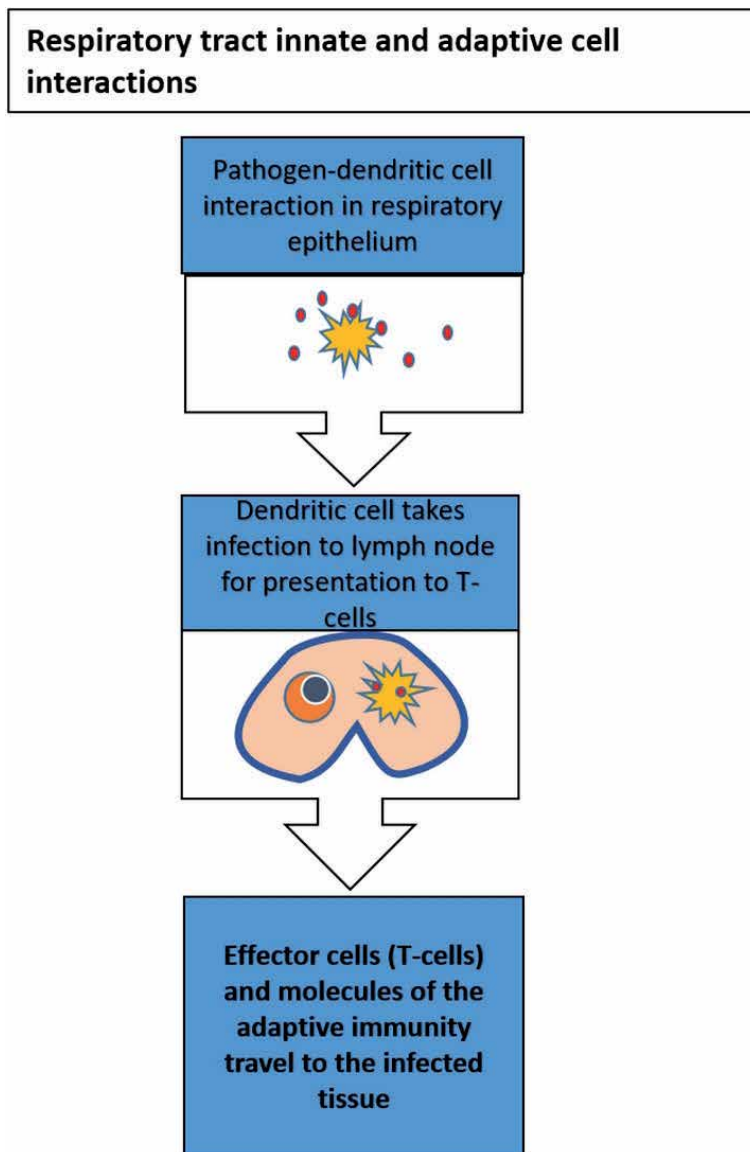 Respiratory tract innate and adaptive cell
interactions
Pathogen-dendritic cell
interaction in respiratory
epithelium
Dendritic cell takes
infection to lymph node
for presentation to T-
cells
Effector cells (T-cells)
and molecules of the
adaptive immunity
travel to the infected
tissue